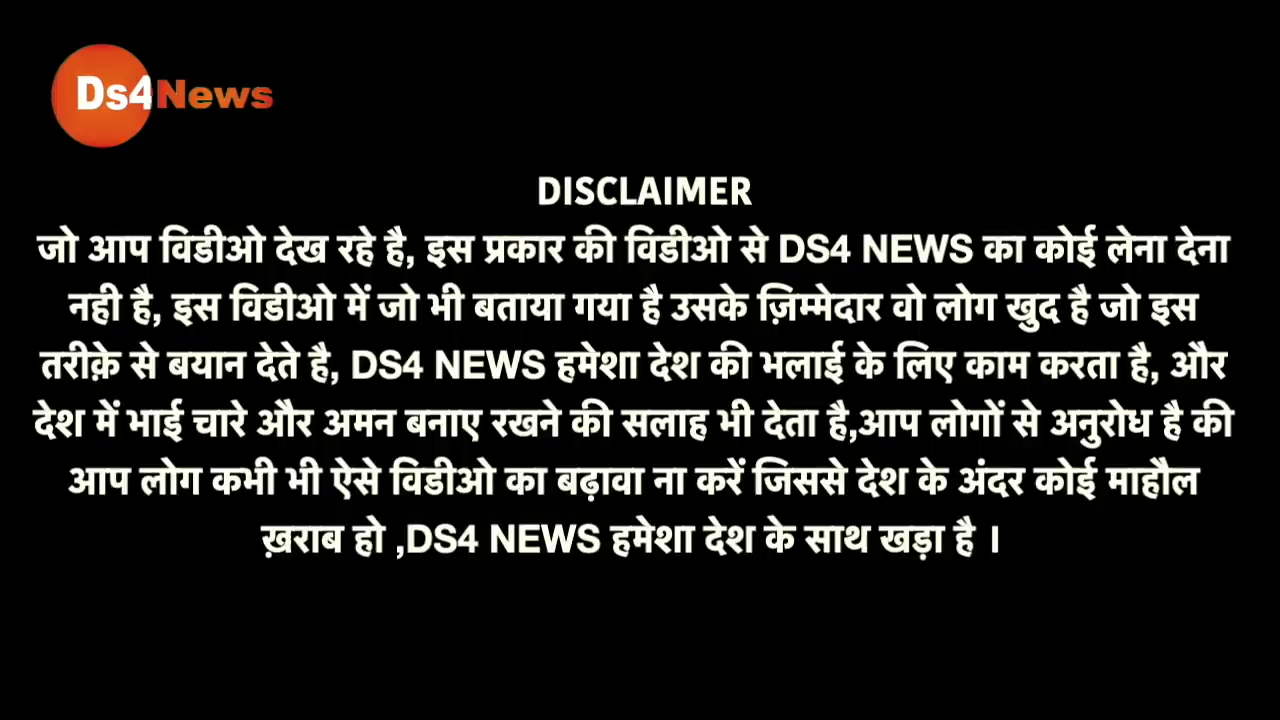 Ds4News
DISCLAIMER
जो आप विडीओ देख रहे है, इस प्रकार की विडीओ से DS4 NEWS का कोई लेना देना
नही है, इस विडीओ में जो भी बताया गया है उसके ज़िम्मेदार वो लोग खुद है जो इस
तरीक़े से बयान देते है, DS4 NEWS हमेशा देश की भलाई के लिए काम करता है, और
देश में भाई चारे और अमन बनाए रखने की सलाह भी देता है,आप लोगों से अनुरोध है की
आप लोग कभी भी ऐसे विडीओ का बढ़ावा ना करें जिससे देश के अंदर कोई माहौल
ख़राब हो ,DS4 NEWS हमेशा देश के साथ खड़ा है ।